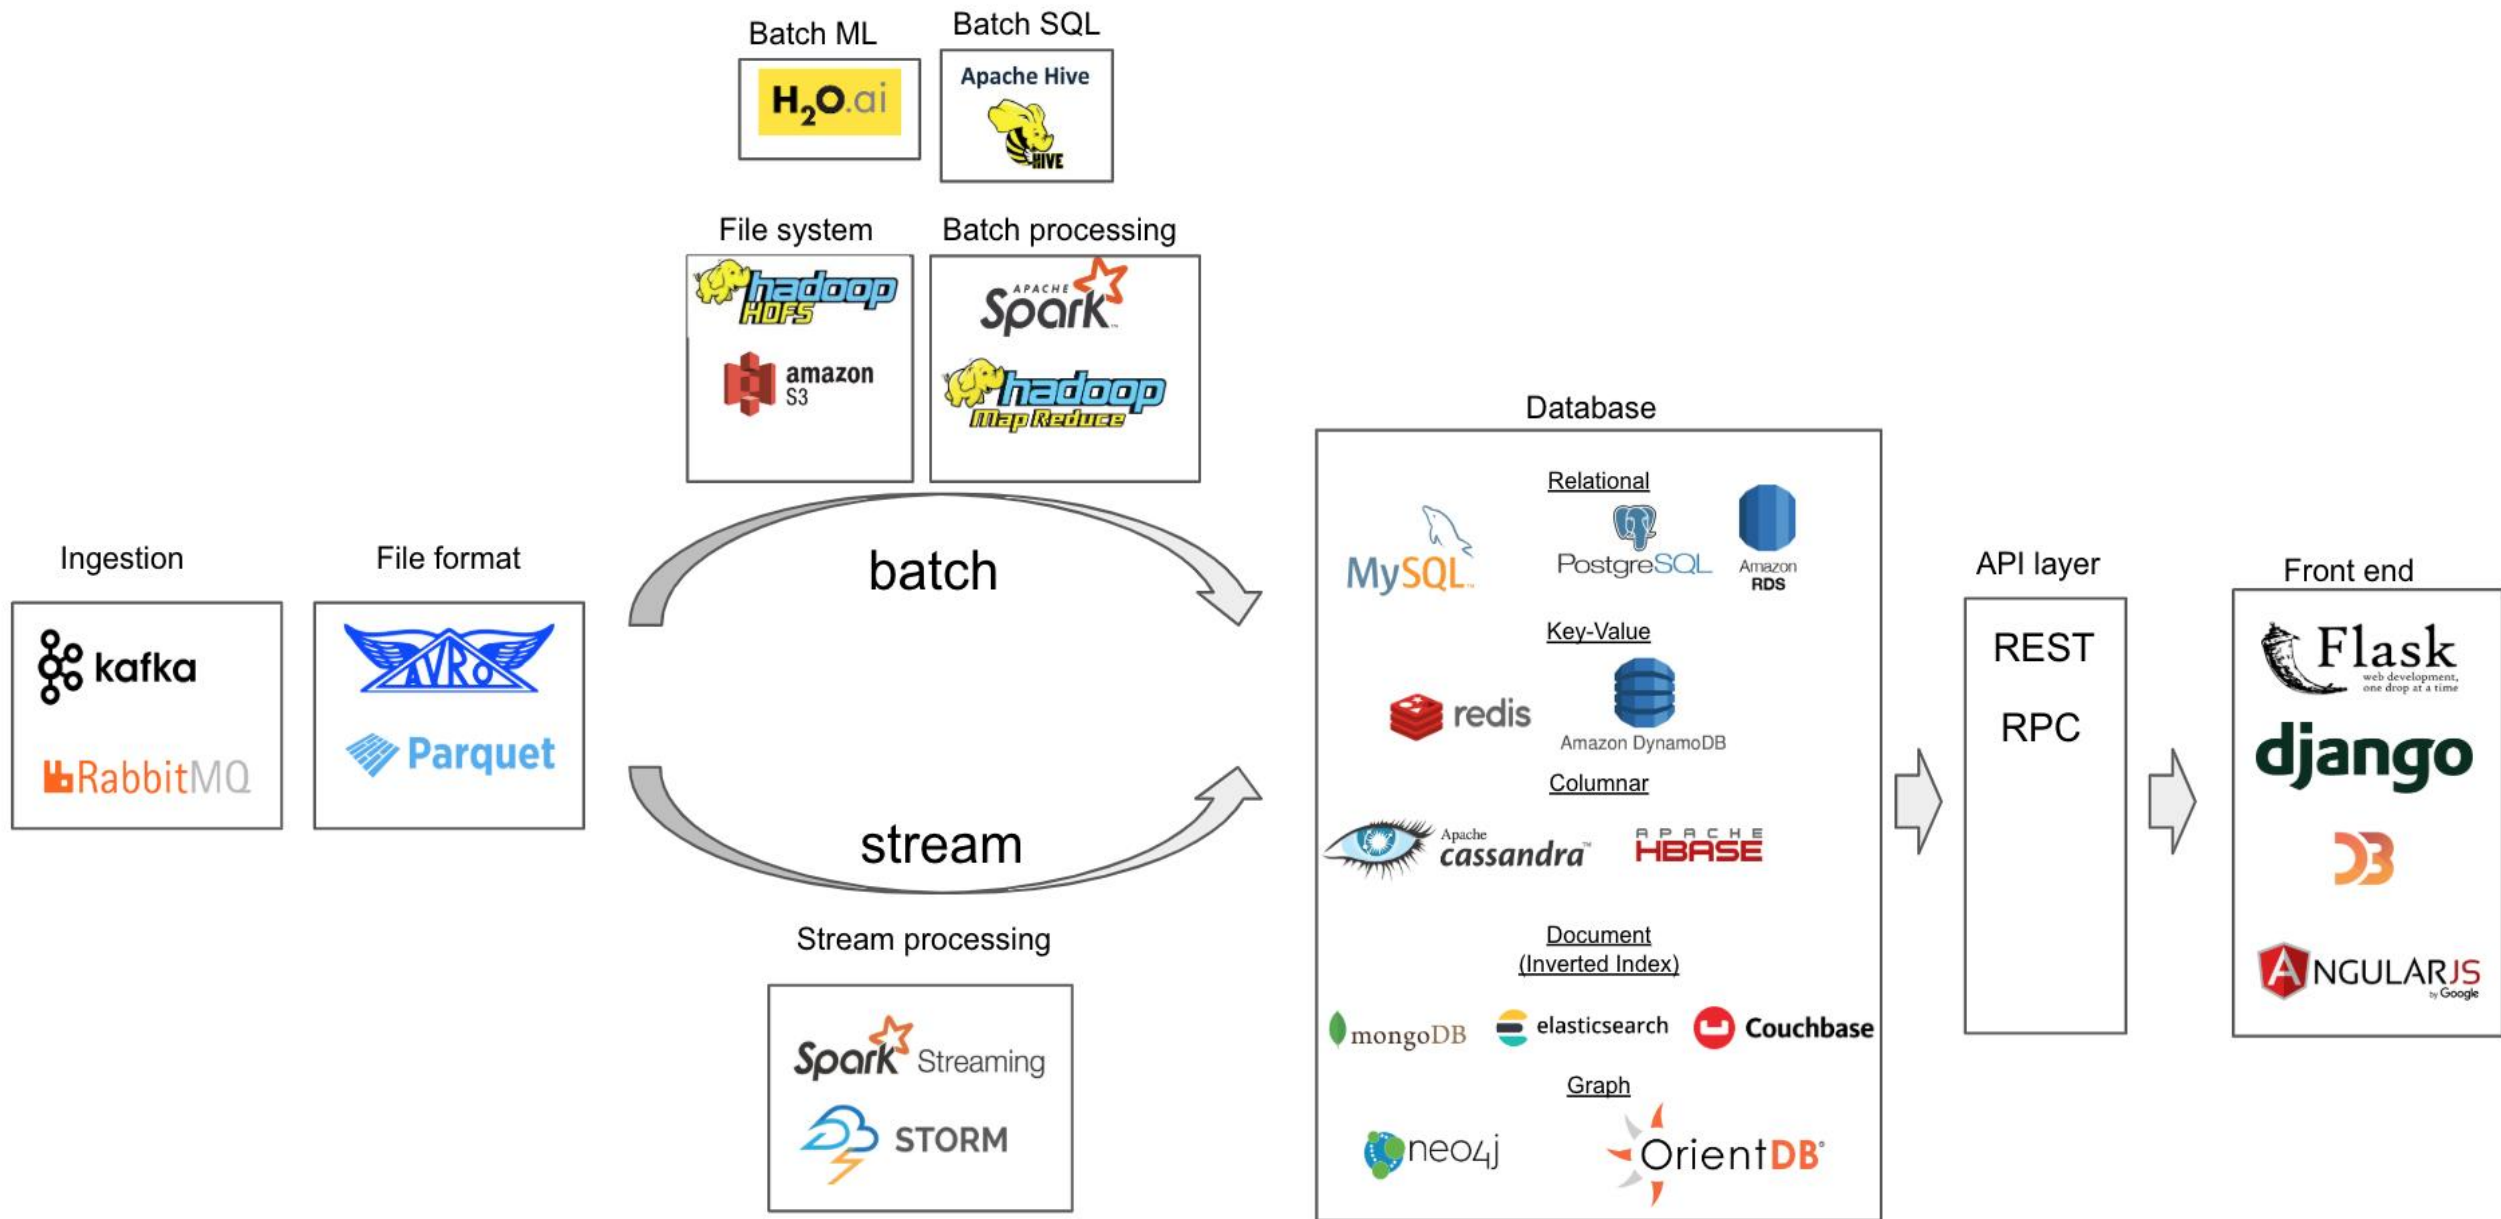 Batch ML
Batch SQL
H2O.ai
Apache Hive
HIVE
File system
Batch processing
hadoop
HDFS
amazon
S3
APACHE
Spark™
hadoop
Map Reduce
batch
Ingestion
kafka
RabbitMQ
File format
AVRO
Parquet
stream
Stream processing
Spark Streaming
STORM
Database
Relational
MySQL™
PostgreSQL
Amazon
RDS
Key-Value
redis
Amazon DynamoDB
Columnar
Apache
cassandra™
APACHE
HBASE
Document
(Inverted Index)
mongoDB
elasticsearch
Couchbase
Graph
neo4j
OrientDB®
API layer
REST
RPC
Front end
Flask
web development,
one drop at a time
django
D3
ANGULARJS
by Google